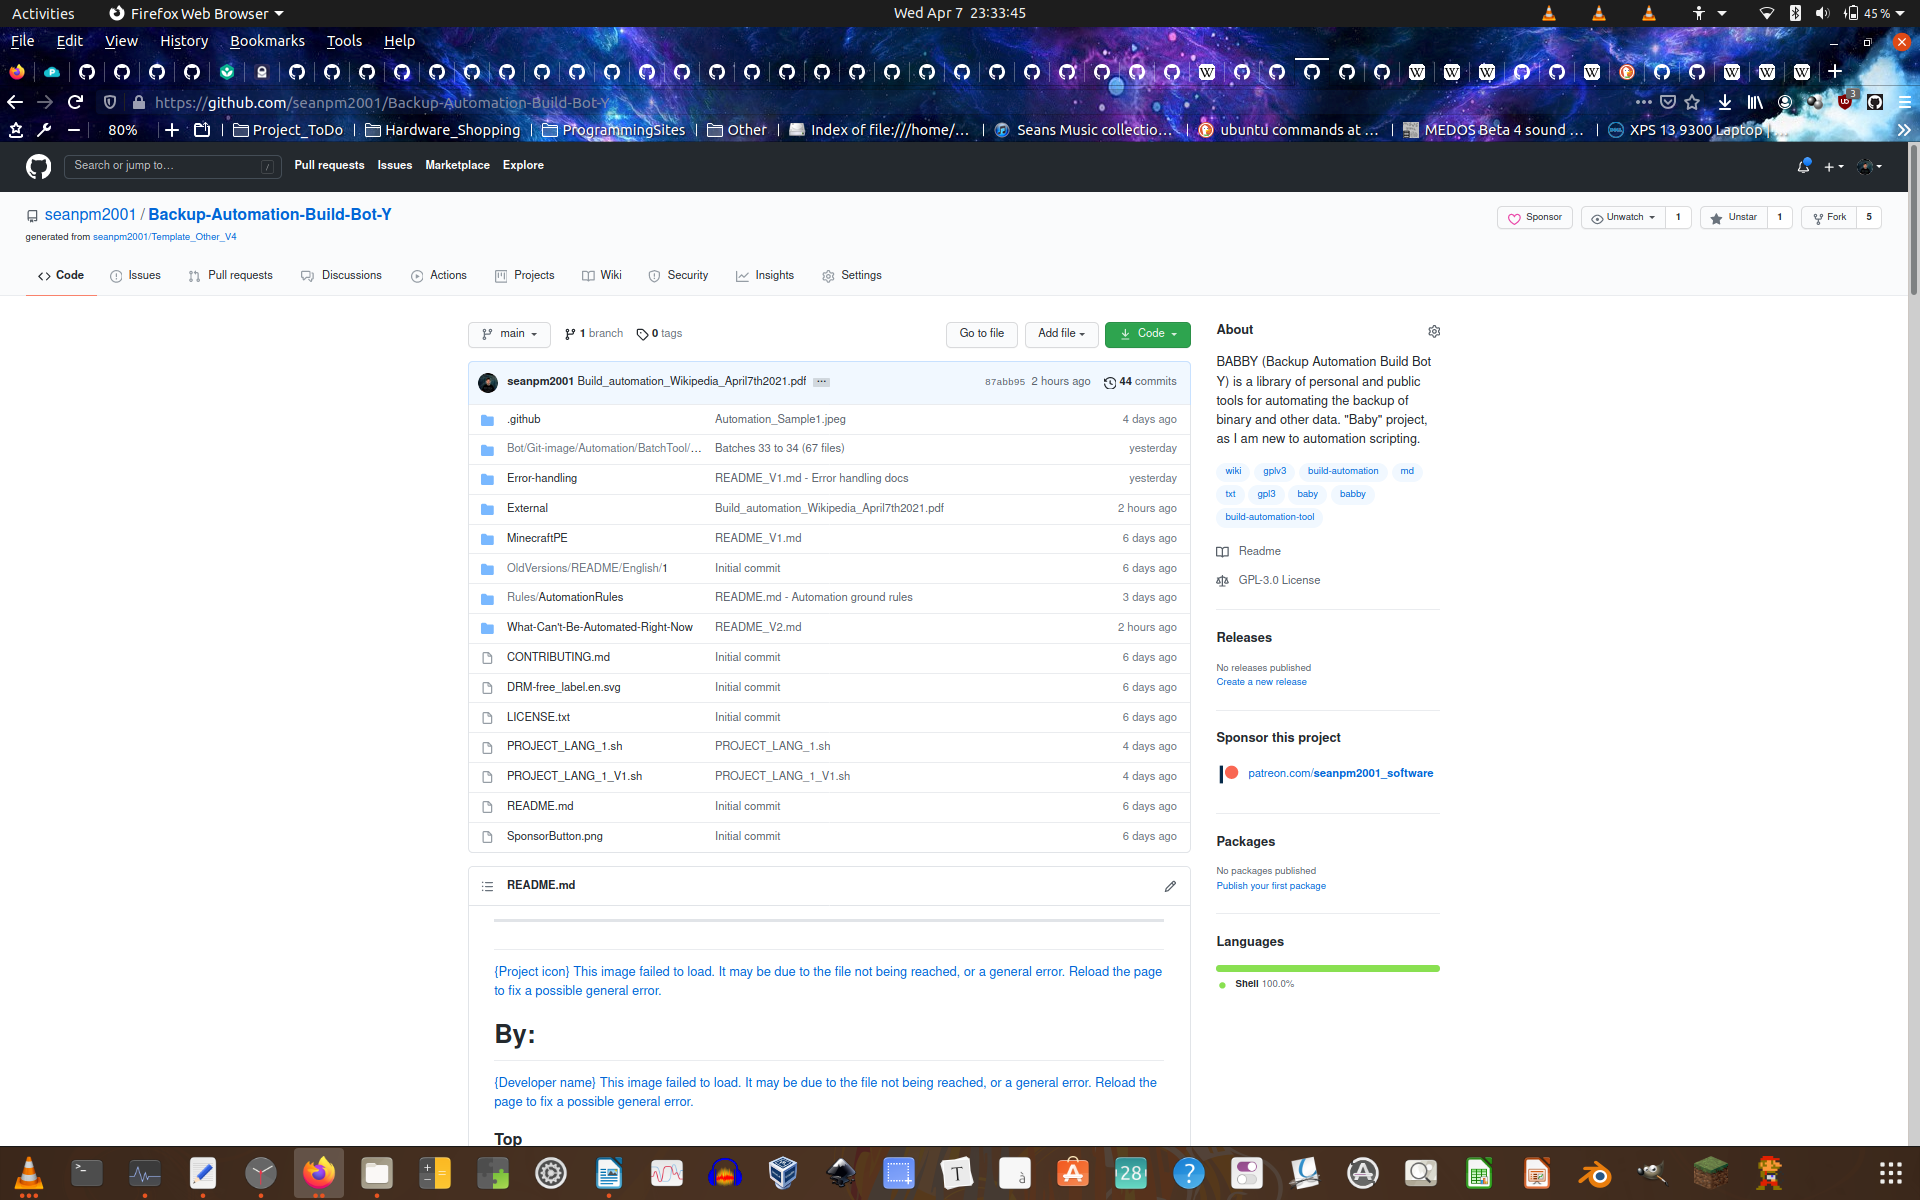 Activities Firefox Web Browser Wed Apr 7 23:33:45 45 %
File Edit View History Bookmarks Tools Help
https://github.com/seanpm2001/Backup-Automation-Build-Bot-Y 3
80% Project_ToDo Hardware_Shopping ProgrammingSites Other Index of file:///home/... Seans Music collectio... ubuntu commands at ... MEDOS Beta 4 sound ... XPS 13 9300 Laptop
Search or jump to... / Pull requests Issues Marketplace Explore
seanpm2001 / Backup-Automation-Build-Bot-Y Sponsor Unwatch 1 Unstar 1 Fork 5
generated from seanpm2001/Template_Other_V4
Code Issues Pull requests Discussions Actions Projects Wiki Security Insights Settings
main 1 branch 0 tags Go to file Add file Code
seanpm2001 Build_automation_Wikipedia_April7th2021.pdf ... 87abb95 2 hours ago 44 commits
.github Automation_Sample1.jpeg 4 days ago
Bot/Git-image/Automation/BatchTool/... Batches 33 to 34 (67 files) yesterday
Error-handling README_V1.md - Error handling docs yesterday
External Build_automation_Wikipedia_April7th2021.pdf 2 hours ago
MinecraftPE README_V1.md 6 days ago
OldVersions/README/English/1 Initial commit 6 days ago
Rules/AutomationRules README.md - Automation ground rules 3 days ago
What-Can't-Be-Automated-Right-Now README_V2.md 2 hours ago
CONTRIBUTING.md Initial commit 6 days ago
DRM-free_label.en.svg Initial commit 6 days ago
LICENSE.txt Initial commit 6 days ago
PROJECT_LANG_1.sh PROJECT_LANG_1.sh 4 days ago
PROJECT_LANG_1_V1.sh PROJECT_LANG_1_V1.sh 4 days ago
README.md Initial commit 6 days ago
SponsorButton.png Initial commit 6 days ago
README.md
{Project icon} This image failed to load. It may be due to the file not being reached, or a general error. Reload the page
to fix a possible general error.
By:
{Developer name} This image failed to load. It may be due to the file not being reached, or a general error. Reload the
page to fix a possible general error.
Top
About
BABBY (Backup Automation Build Bot
Y) is a library of personal and public
tools for automating the backup of
binary and other data. "Baby" project,
as I am new to automation scripting.
wiki gplv3 build-automation md
txt gpl3 baby babby
build-automation-tool
Readme
GPL-3.0 License
Releases
No releases published
Create a new release
Sponsor this project
patreon.com/seanpm2001_software
Packages
No packages published
Publish your first package
Languages
Shell 100.0%